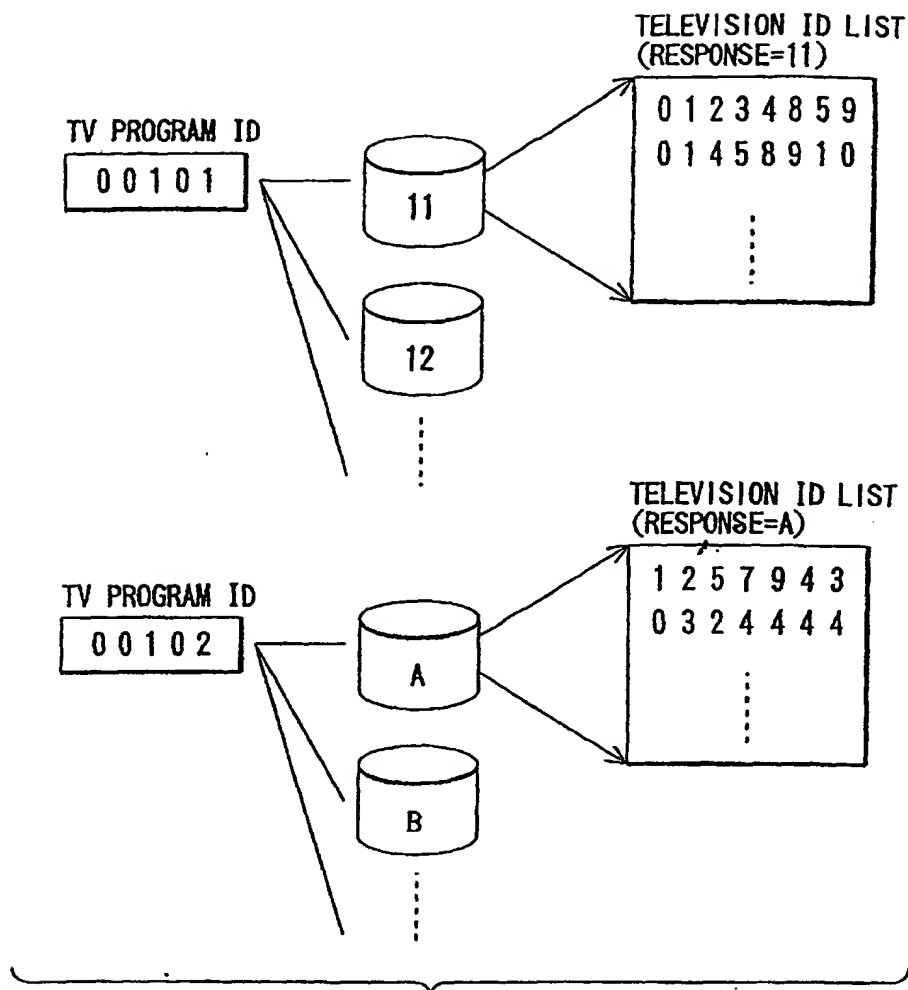 TELEVISION ID LIST
(RESPONSE=11)
0 1 2 3 4 8 5 9
0 1 4 5 8 9 1 0
TV PROGRAM ID
0 0 1 0 1
11
12
TELEVISION ID LIST
(RESPONSE=A)
1 2 5 7 9 4 3
0 3 2 4 4 4 4
TV PROGRAM ID
0 0 1 0 2
A
B